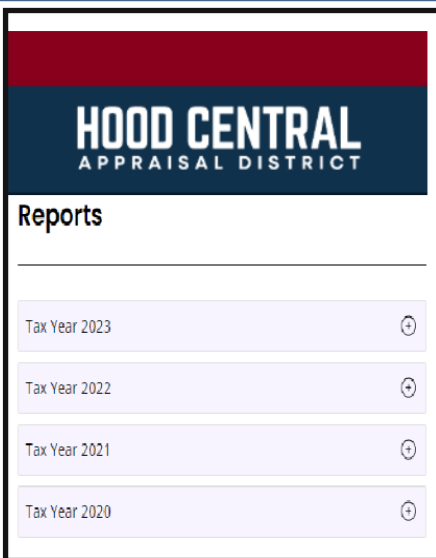 HOOD CENTRAL
APPRAISAL DISTRICT
Reports
Tax Year 2023
Tax Year 2022
Tax Year 2021
Tax Year 2020